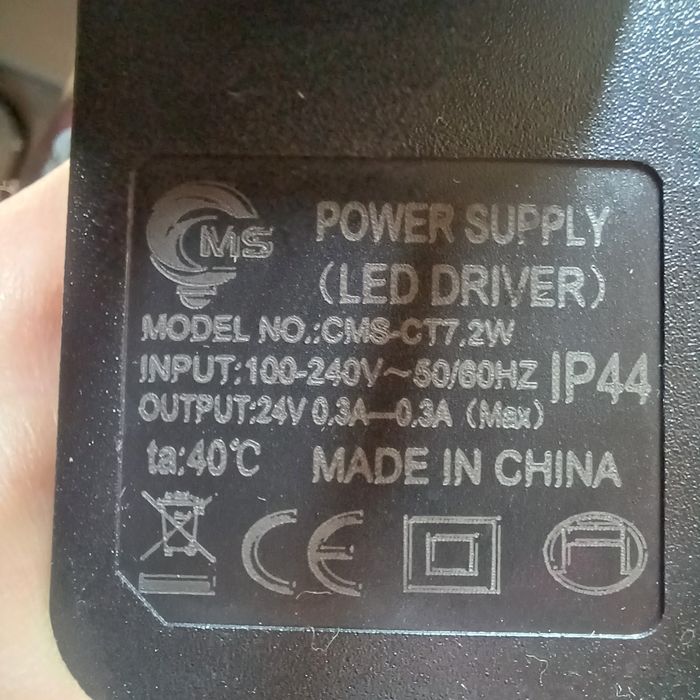 CMS
POWER SUPPLY
(LED DRIVER)
MODEL NO.:CMS-CT7.2W
INPUT:100-240V~50/60HZ
IP44
OUTPUT:24V 0.3A—0.3A (Max)
ta:40℃
MADE IN CHINA
CE